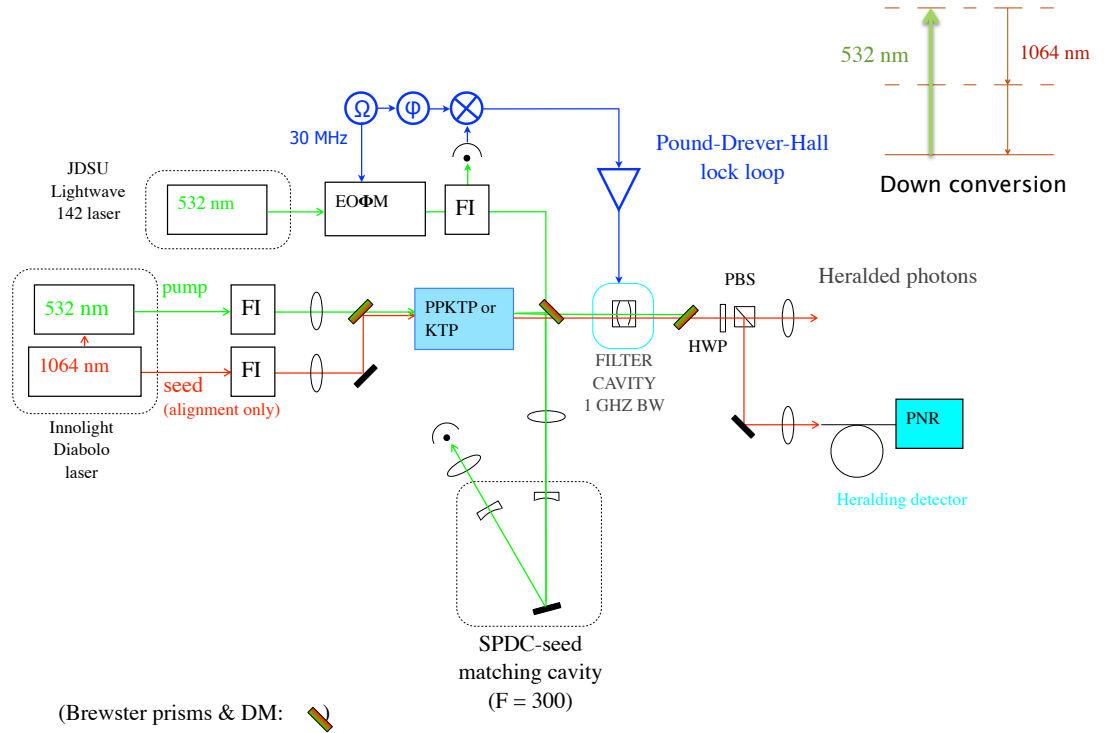 532 nm
1064 nm
Down conversion
Ω
φ
30 MHz
Pound-Drever-Hall
lock loop
JDSU
Lightwave
142 laser
532 nm
EOΦM
FI
532 nm
pump
FI
PPKTP or
KTP
1064 nm
seed
(alignment only)
FI
Innolight
Diabolo
laser
FILTER
CAVITY
1 GHZ BW
HWP
PBS
Heralded photons
PNR
Heralding detector
SPDC-seed
matching cavity
(F = 300)
(Brewster prisms & DM: )